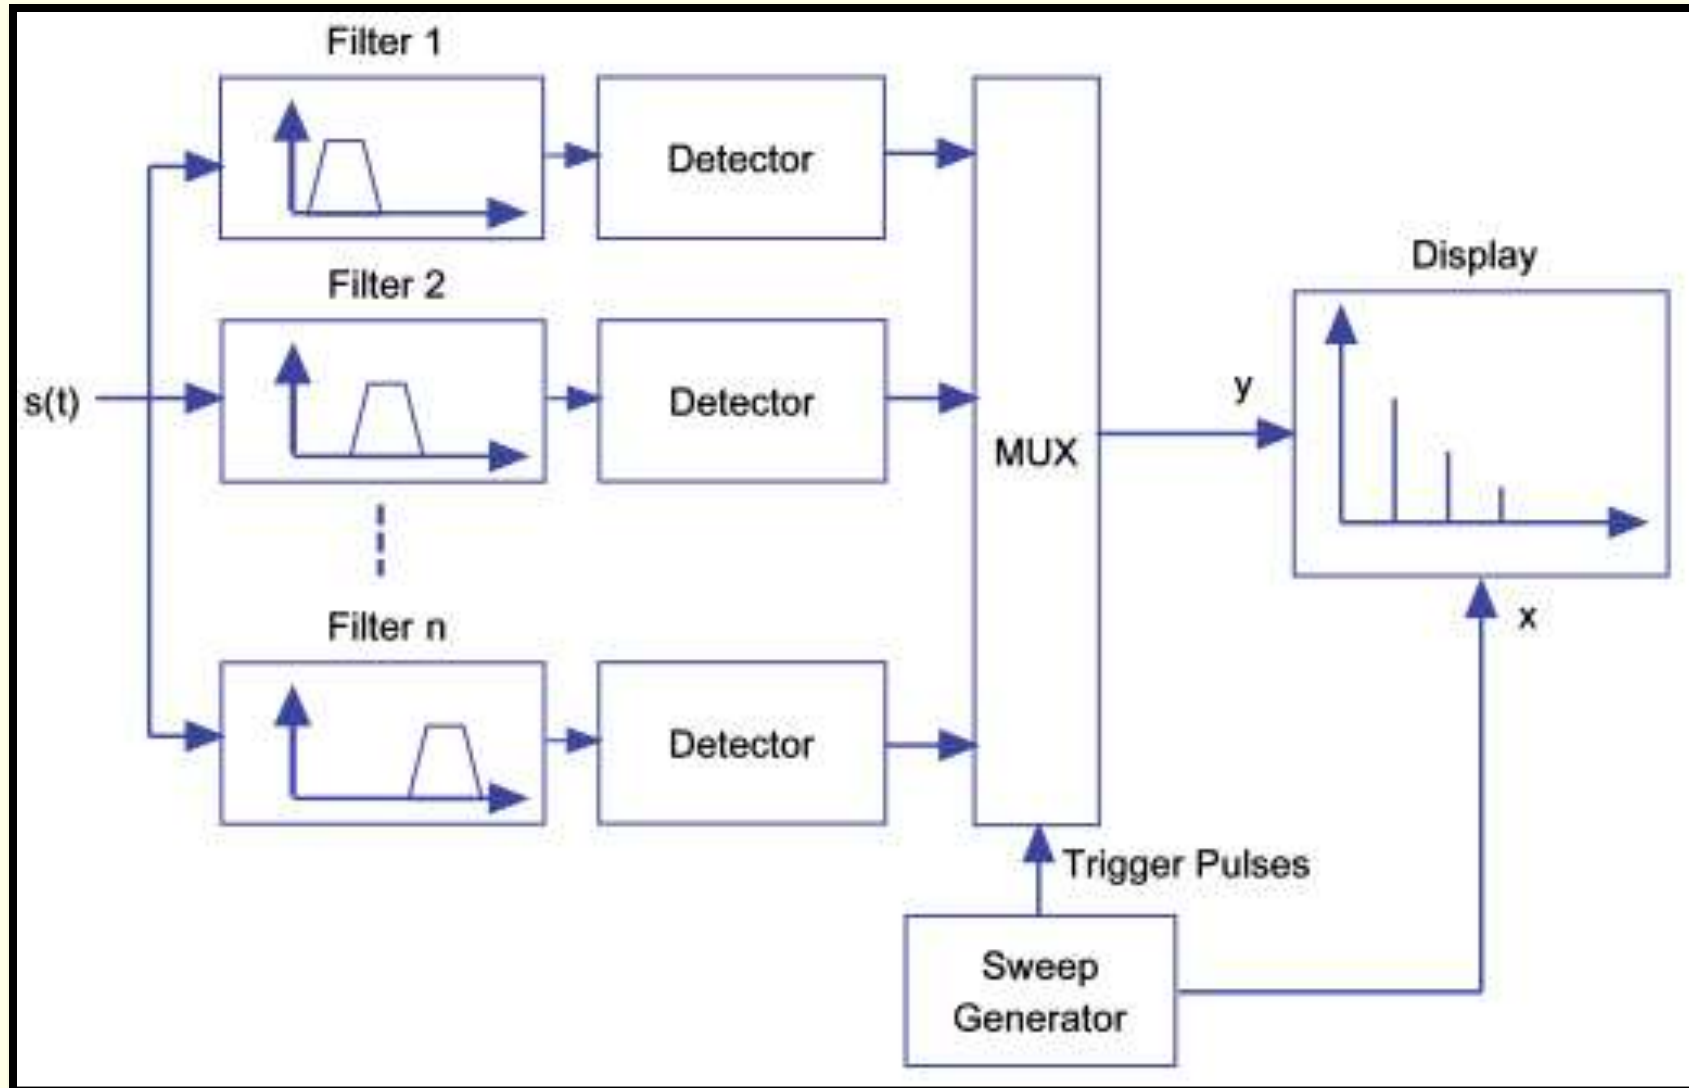 Filter 1
Detector
Filter 2
Detector
s(t)
Filter n
Detector
MUX
y
Display
x
Trigger Pulses
Sweep
Generator